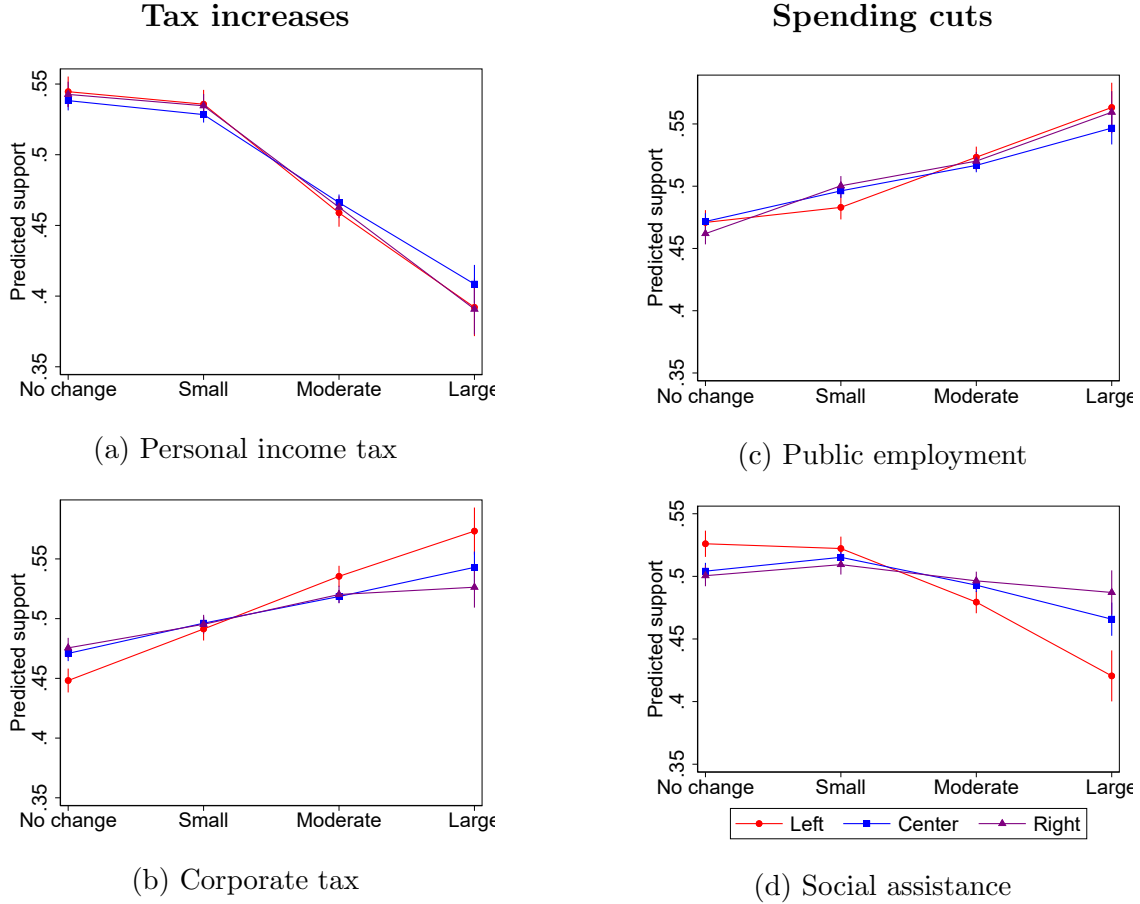 Tax increases
Spending cuts
Predicted support
.55
.5
.45
.4
.35
No change Small Moderate Large
(a) Personal income tax
Predicted support
.55
.5
.45
.4
.35
No change Small Moderate Large
(c) Public employment
Predicted support
.55
.5
.45
.4
.35
No change Small Moderate Large
(b) Corporate tax
Predicted support
.55
.5
.45
.4
.35
No change Small Moderate Large
Left Center Right
(d) Social assistance